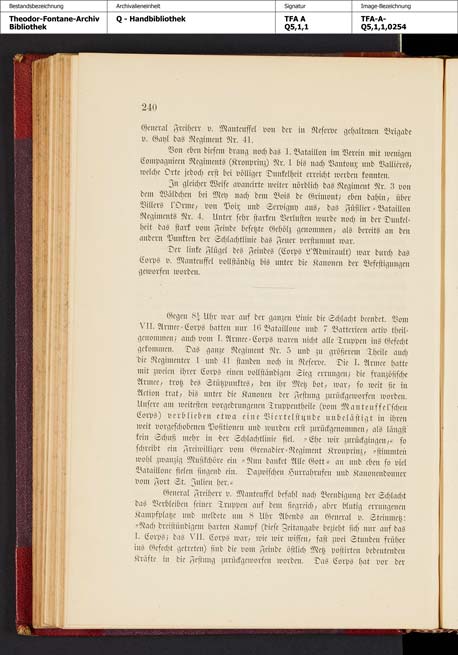 Bestandsbezeichnung
Archivalieneinheit
Signatur
Image-Bezeichnung
Theodor-Fontane-Archiv
Bibliothek
Q - Handbibliothek
TFA A
Q5,1,1
TFA-A-
Q5,1,1,0254
240
General Freiherr v. Manteuffel von der in Reserve gehaltenen Brigade
v. Gayl das Regiment Nr. 41.
Von eben diesem drang noch das 1. Bataillon im Verein mit wenigen
Compagnieen Regiments (Kronprinz) Nr. 1 bis nach Vantoux und Vallières,
welche Orte jedoch erst bei völliger Dunkelheit erreicht werden konnten.
In gleicher Weise avancirte weiter nördlich das Regiment Nr. 3 von
dem Wäldchen bei Mey nach dem Bois de Grimont; eben dahin, über
Villers l'Orme, von Poix und Servigny aus, das Füsilier-Bataillon
Regiments Nr. 4. Unter sehr starken Verlusten wurde noch in der Dunkel-
heit das stark vom Feinde besetzte Gehölz genommen, als bereits an den
andern Punkten der Schlachtlinie das Feuer verstummt war.
Der linke Flügel des Feindes (Corps L'Admirault) war durch das
Corps v. Manteuffel vollständig bis unter die Kanonen der Befestigungen
geworfen worden.
Gegen 8¼ Uhr war auf der ganzen Linie die Schlacht beendet. Vom
VII. Armee-Corps hatten nur 16 Bataillone und 7 Batterieen activ theil-
genommen; auch vom I. Armee-Corps waren nicht alle Truppen ins Gefecht
gekommen. Das ganze Regiment Nr. 5 und zu größerem Theile auch
die Regimenter 1 und 41 standen noch in Reserve. Die I. Armee hatte
mit zweien ihrer Corps einen vollständigen Sieg errungen; die französische
Armee, trotz des Stützpunktes, den ihr Metz bot, war, so weit sie in
Action trat, bis unter die Kanonen der Festung zurückgeworfen worden.
Unsere am weitesten vorgedrungenen Truppentheile (vom Manteuffelschen
Corps) verblieben etwa eine Viertelstunde unbelästigt in ihren
weit vorgeschobenen Positionen und wurden erst zurückgenommen, als längst
kein Schuß mehr in der Schlachtlinie fiel. »Ehe wir zurückgingen,« so
schreibt ein Freiwilliger vom Grenadier-Regiment Kronprinz, »stimmten
wohl zwanzig Musikchöre ein »Nun danket Alle Gott« an und eben so viel
Bataillone fielen singend ein. Dazwischen Hurrahrufen und Kanonendonner
vom Fort St. Julien her.«
General Freiherr v. Manteuffel befahl nach Beendigung der Schlacht
das Verbleiben seiner Truppen auf dem siegreich, aber blutig errungenen
Kampfplatze und meldete um 8 Uhr Abends an General v. Steinmetz:
»Nach dreistündigem harten Kampf (diese Zeitangabe bezieht sich nur auf das
I. Corps; das VII. Corps war, wie wir wissen, fast zwei Stunden früher
ins Gefecht getreten) sind die vom Feinde östlich Metz postirten bedeutenden
Kräfte in die Festung zurückgeworfen worden. Das Corps hat vor der